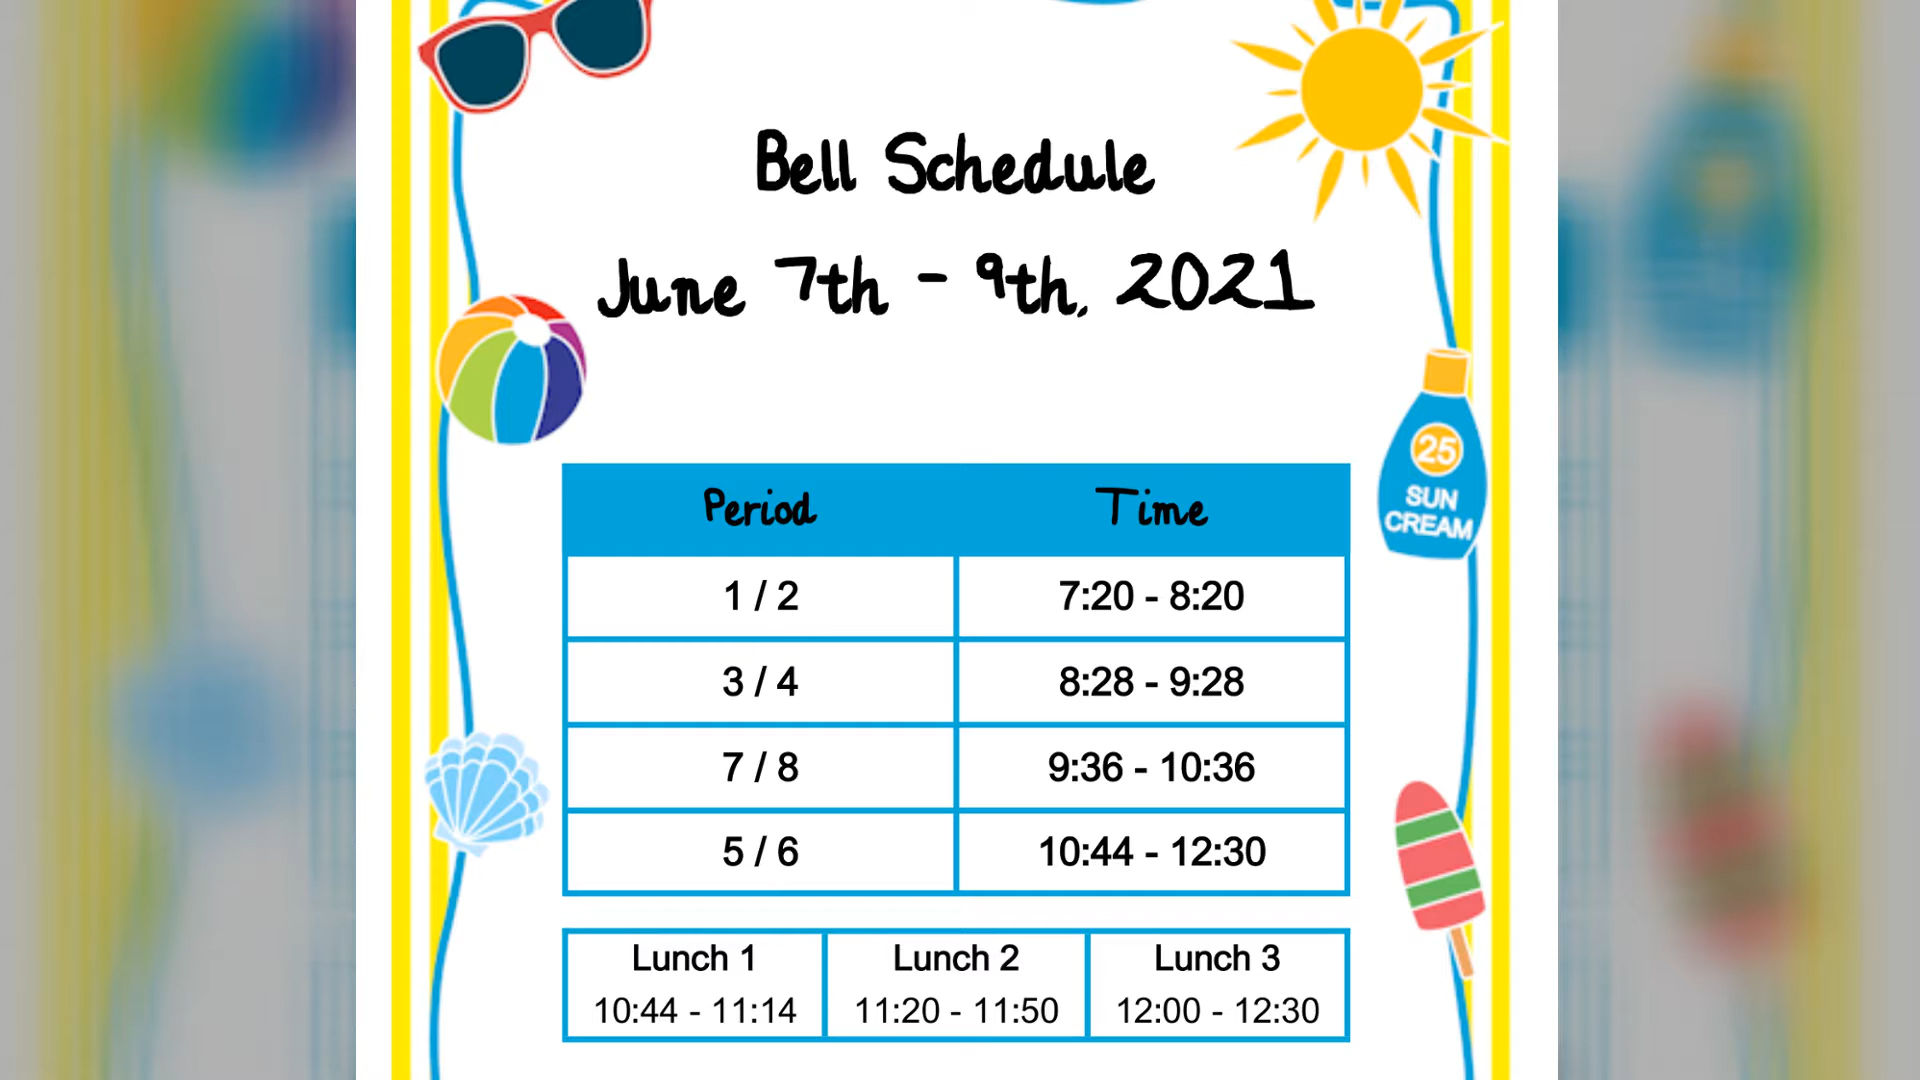 Bell Schedule
June 7th - 9th, 2021
25
SUN
CREAM
Period Time
1 / 2 7:20 - 8:20
3 / 4 8:28 - 9:28
7 / 8 9:36 - 10:36
5 / 6 10:44 - 12:30
Lunch 1 Lunch 2 Lunch 3
10:44 - 11:14 11:20 - 11:50 12:00 - 12:30